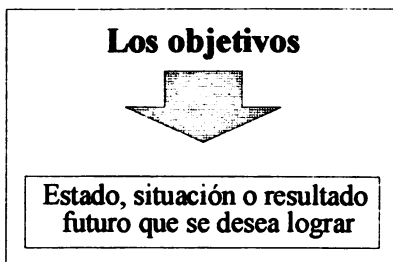 Los objetivos
Estado, situación o resultado
futuro que se desea lograr